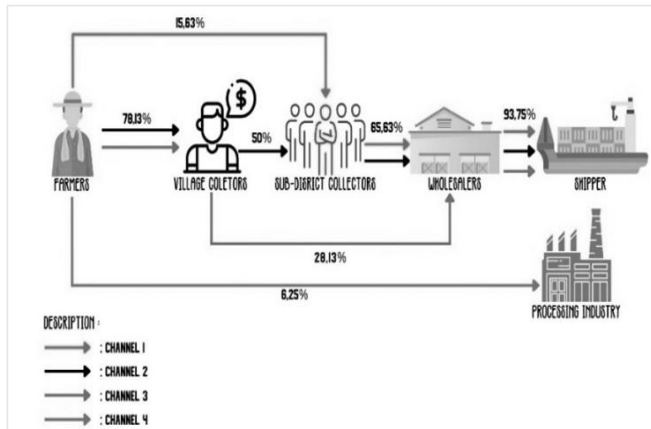 15,63%
78,13%
$
50%
65,63%
93,75%
FARMERS
VILLAGE COLETORS
SUB-DISTRICT COLLECTORS
WHOLESALERS
SHIPPER
28,13%
6,25%
PROCESSING INDUSTRY
DESCRIPTION :
: CHANNEL 1
: CHANNEL 2
: CHANNEL 3
: CHANNEL 4